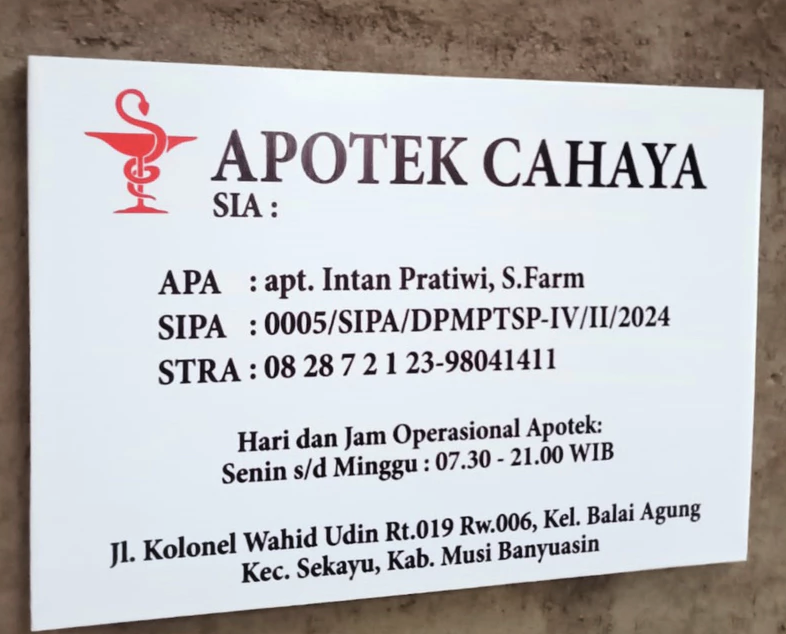 APOTEK CAHAYA
SIA :
APA : apt. Intan Pratiwi, S.Farm
SIPA : 0005/SIPA/DPMPTSP-IV/II/2024
STRA : 08 28 7 2 1 23-98041411
Hari dan Jam Operasional Apotek:
Senin s/d Minggu : 07.30 - 21.00 WIB
Jl. Kolonel Wahid Udin Rt.019 Rw.006, Kel. Balai Agung
Kec. Sekayu, Kab. Musi Banyuasin